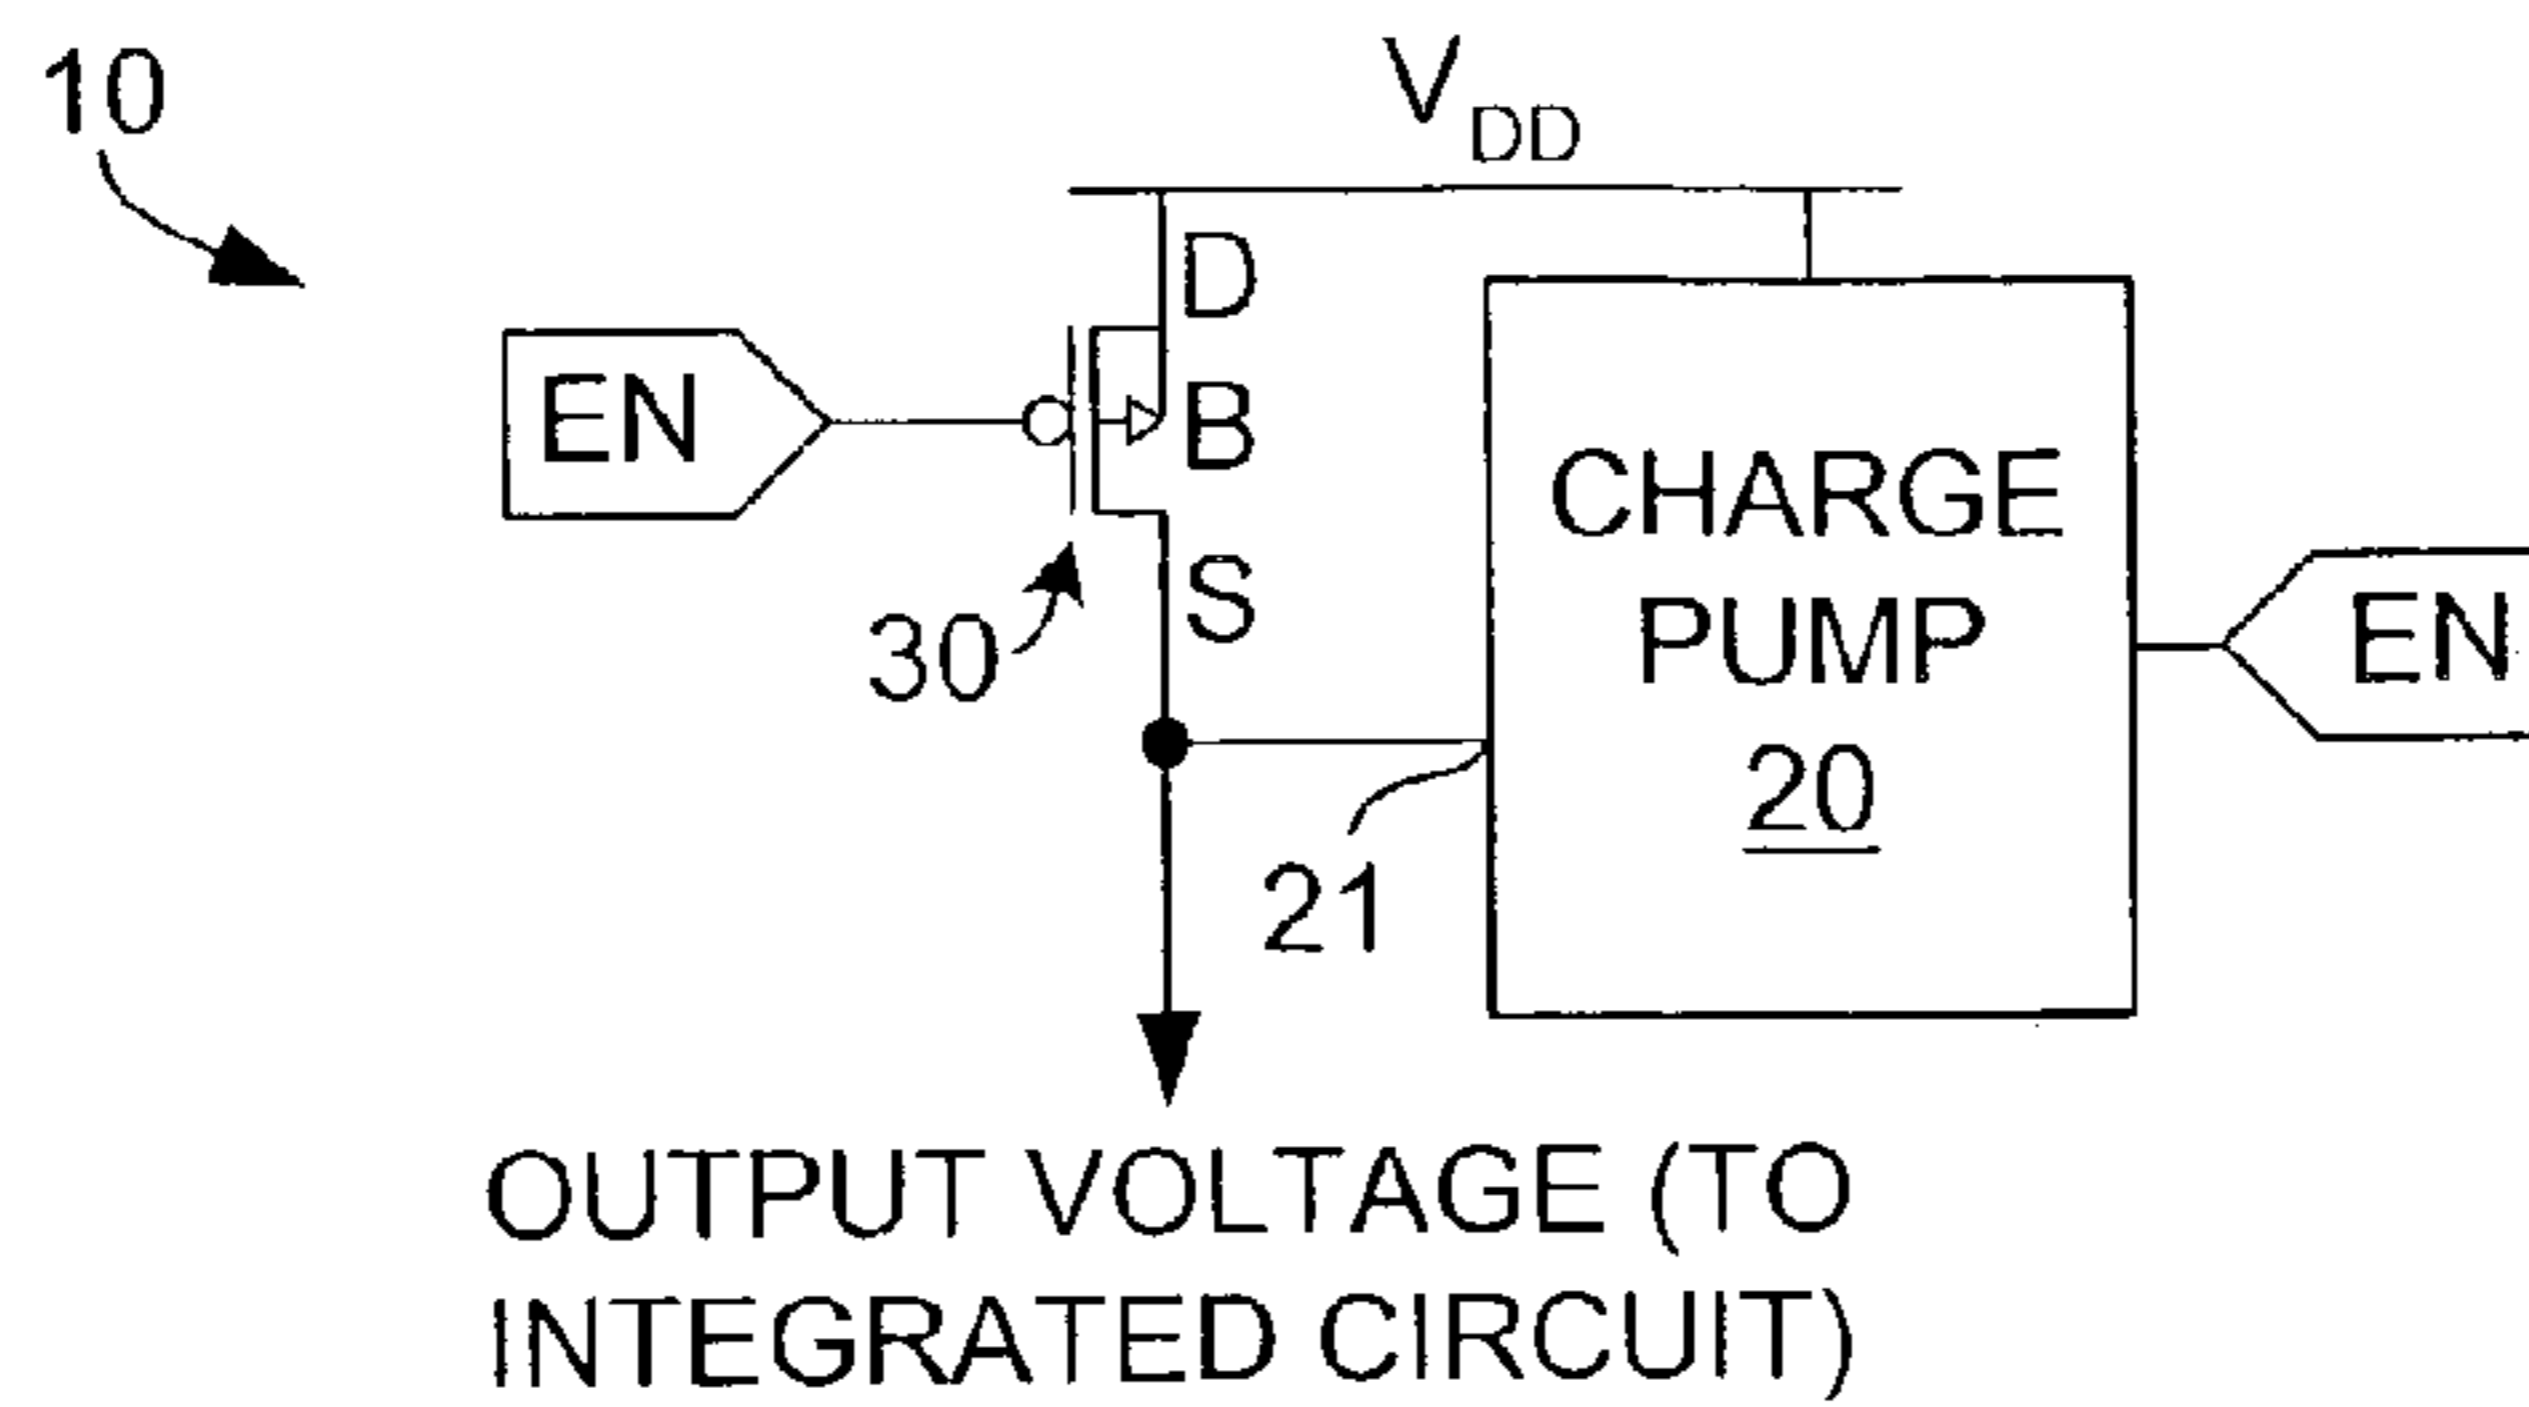 10
V DD
D
EN
B
CHARGE
PUMP
20
S
30
EN
21
OUTPUT VOLTAGE (TO
INTEGRATED CIRCUIT)